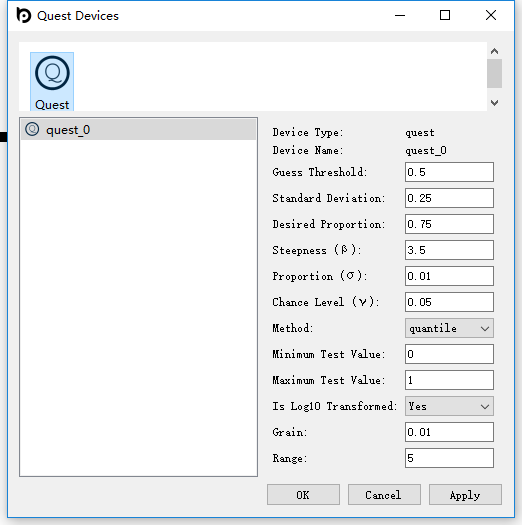 Quest Devices
Quest
quest_0
Device Type: quest
Device Name: quest_0
Guess Threshold: 0.5
Standard Deviation: 0.25
Desired Proportion: 0.75
Steepness (β): 3.5
Proportion (σ): 0.01
Chance Level (γ): 0.05
Method: quantile
Minimum Test Value: 0
Maximum Test Value: 1
Is Log10 Transformed: Yes
Grain: 0.01
Range: 5
OK Cancel Apply